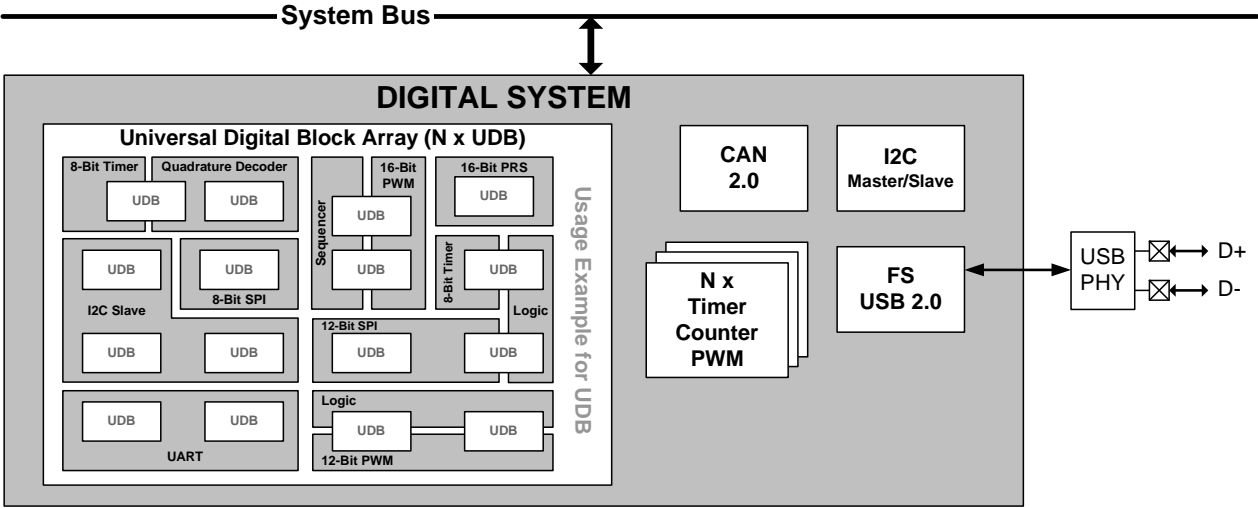 System Bus
DIGITAL SYSTEM
Universal Digital Block Array (N x UDB)
8-Bit Timer
Quadrature Decoder
UDB
UDB
Sequencer
16-Bit
PWM
UDB
UDB
16-Bit PRS
UDB
UDB
I2C Slave
UDB
UDB
UDB
8-Bit SPI
8-Bit Timer
UDB
Logic
12-Bit SPI
UDB
UDB
UDB
UDB
UART
Logic
UDB
UDB
12-Bit PWM
Usage Example for UDB
CAN
2.0
I2C
Master/Slave
N x
Timer
Counter
PWM
FS
USB 2.0
USB
PHY
D+
D-